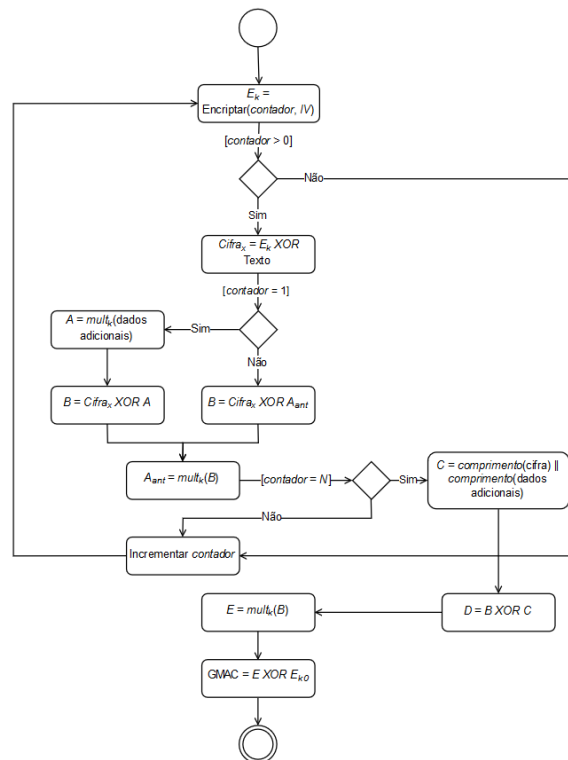 E_k =
Encriptar(contador, IV)
[contador > 0]
Não
Sim
Cifra_x = E_k XOR
Texto
[contador = 1]
A = mult_k(dados
adicionais)
Sim
Não
B = Cifra_x XOR A
B = Cifra_x XOR A_ant
A_ant = mult_k(B)
[contador = N]
Sim
C = comprimento(cifra) ||
comprimento(dados
adicionais)
Não
Incrementar contador
E = mult_k(B)
D = B XOR C
GMAC = E XOR E_k0